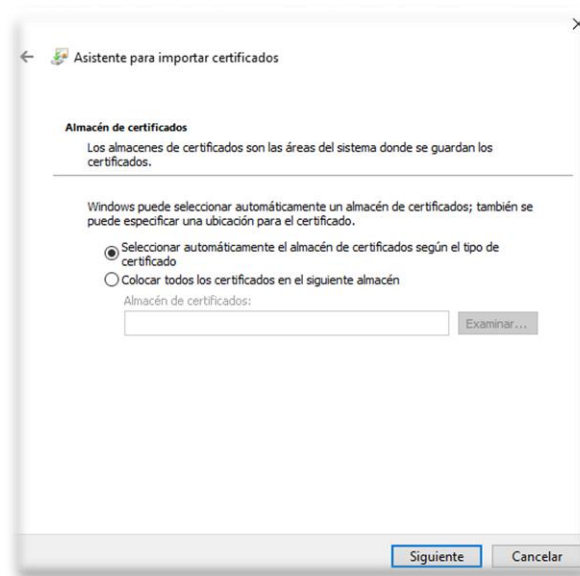 Asistente para importar certificados
Almacén de certificados
Los almacenes de certificados son las áreas del sistema donde se guardan los
certificados.
Windows puede seleccionar automáticamente un almacén de certificados; también se
puede especificar una ubicación para el certificado.
Seleccionar automáticamente el almacén de certificados según el tipo de
certificado
Colocar todos los certificados en el siguiente almacén
Almacén de certificados:
Examinar...
Siguiente Cancelar